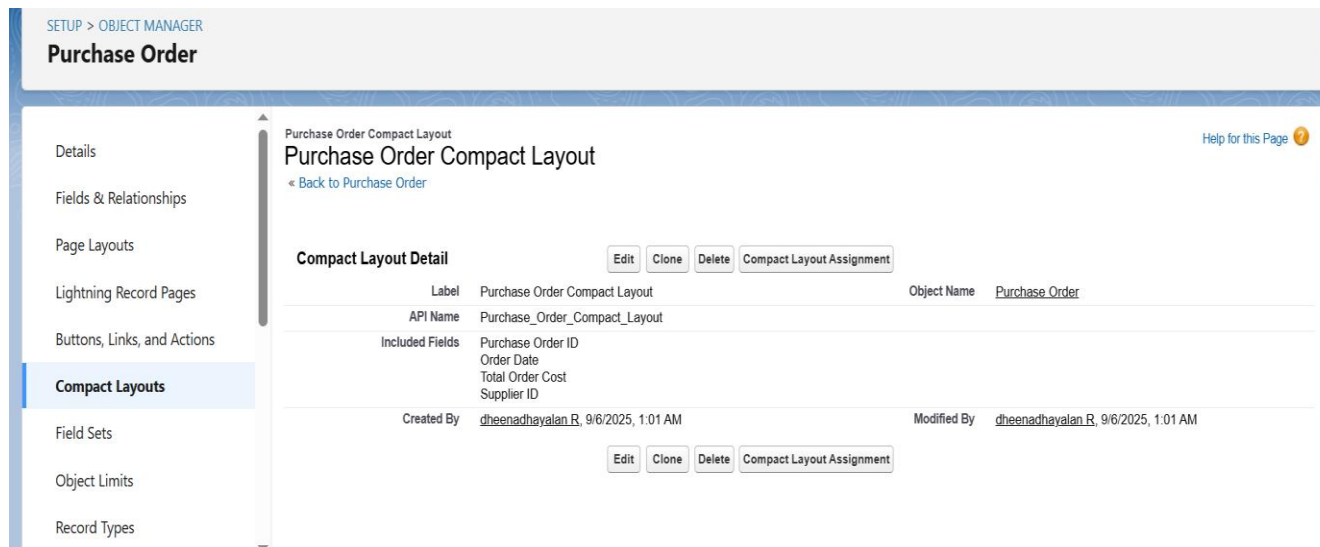 SETUP > OBJECT MANAGER
Purchase Order
Details
Fields & Relationships
Page Layouts
Lightning Record Pages
Buttons, Links, and Actions
Compact Layouts
Field Sets
Object Limits
Record Types
Purchase Order Compact Layout
Help for this Page ?
Purchase Order Compact Layout
« Back to Purchase Order
Compact Layout Detail Edit Clone Delete Compact Layout Assignment
Label Purchase Order Compact Layout Object Name Purchase Order
API Name Purchase_Order_Compact_Layout
Included Fields Purchase Order ID
Order Date
Total Order Cost
Supplier ID
Created By dheenadhayalan R, 9/6/2025, 1:01 AM Modified By dheenadhayalan R, 9/6/2025, 1:01 AM
Edit Clone Delete Compact Layout Assignment